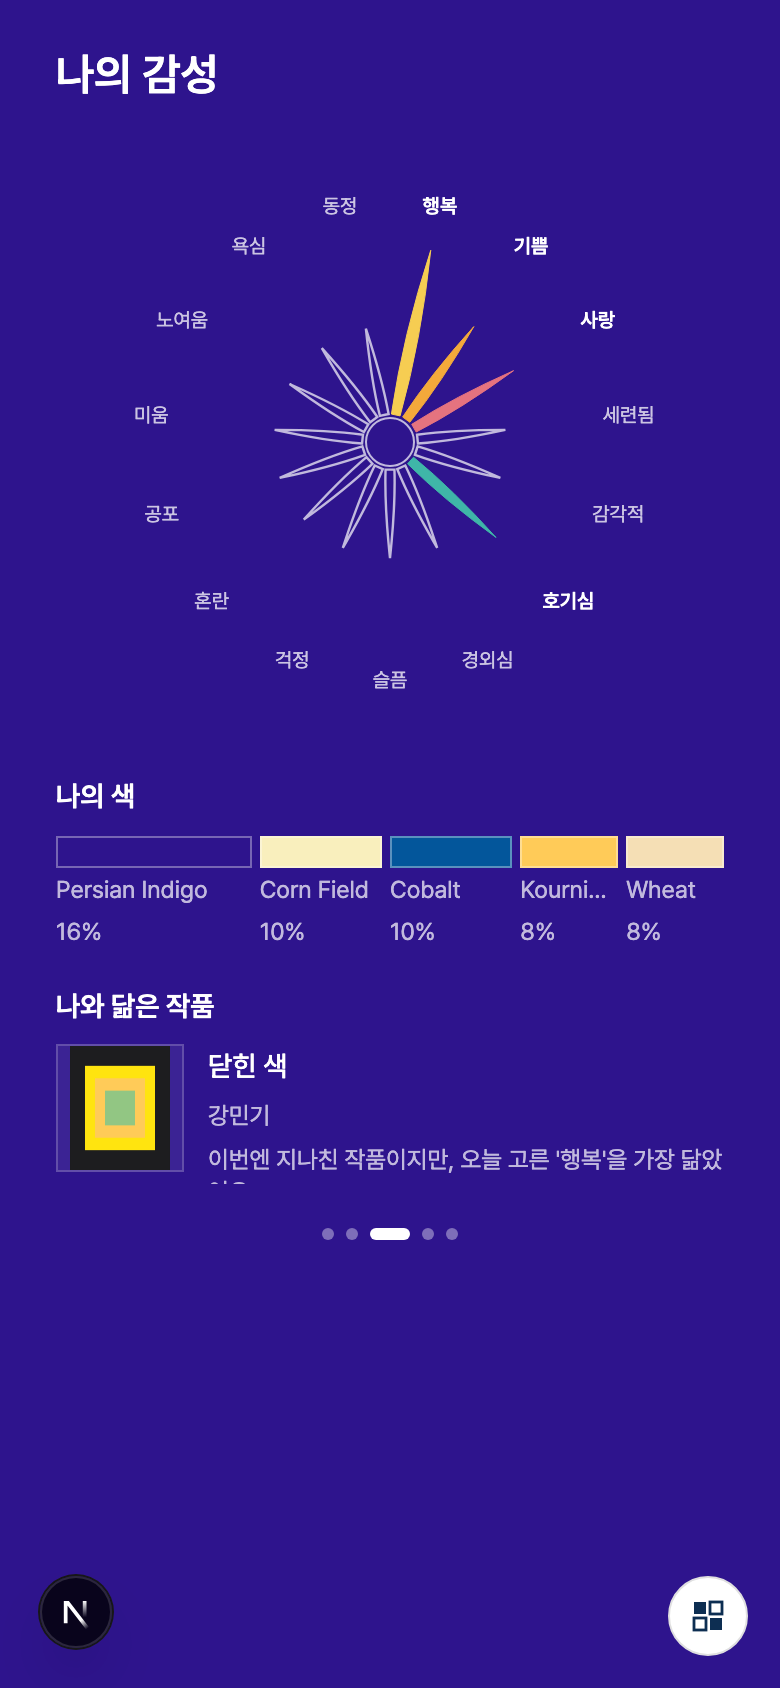 나의 감성
동정
행복
욕심
기쁨
노여움
사랑
미움
세련됨
공포
감각적
혼란
호기심
걱정
경외심
슬픔
나의 색
Persian Indigo
Corn Field
Cobalt
Kourni...
Wheat
16%
10%
10%
8%
8%
나와 닮은 작품
닫힌 색
강민기
이번엔 지나친 작품이지만, 오늘 고른 '행복'을 가장 닮았
N